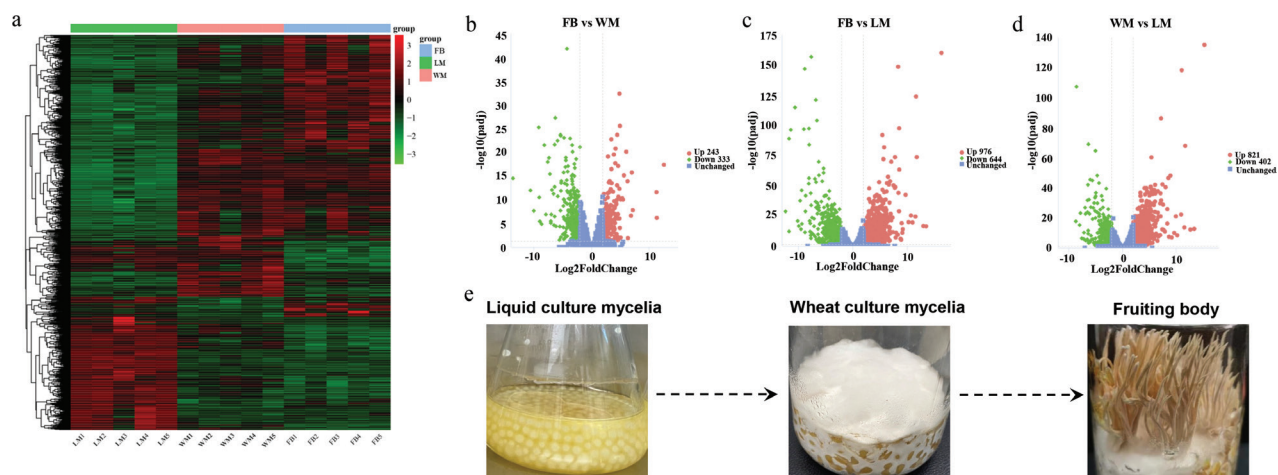 a
group
group
FB
LM
WM
3
2
1
0
−1
−2
−3
LM1 LM2 LM3 LM4 LM5 WM1 WM2 WM3 WM4 WM5 FB1 FB2 FB3 FB4 FB5
b
FB vs WM
-log10(padj)
45
40
35
30
25
20
15
10
5
0
-10 0 10
Log2FoldChange
Up 243
Down 333
Unchanged
c
FB vs LM
-log10(padj)
175
150
125
100
75
50
25
0
-10 0 10
Log2FoldChange
Up 976
Down 644
Unchanged
d
WM vs LM
-log10(padj)
140
120
100
80
60
40
20
0
-10 0 10
Log2FoldChange
Up 821
Down 402
Unchanged
e
Liquid culture mycelia
Wheat culture mycelia
Fruiting body